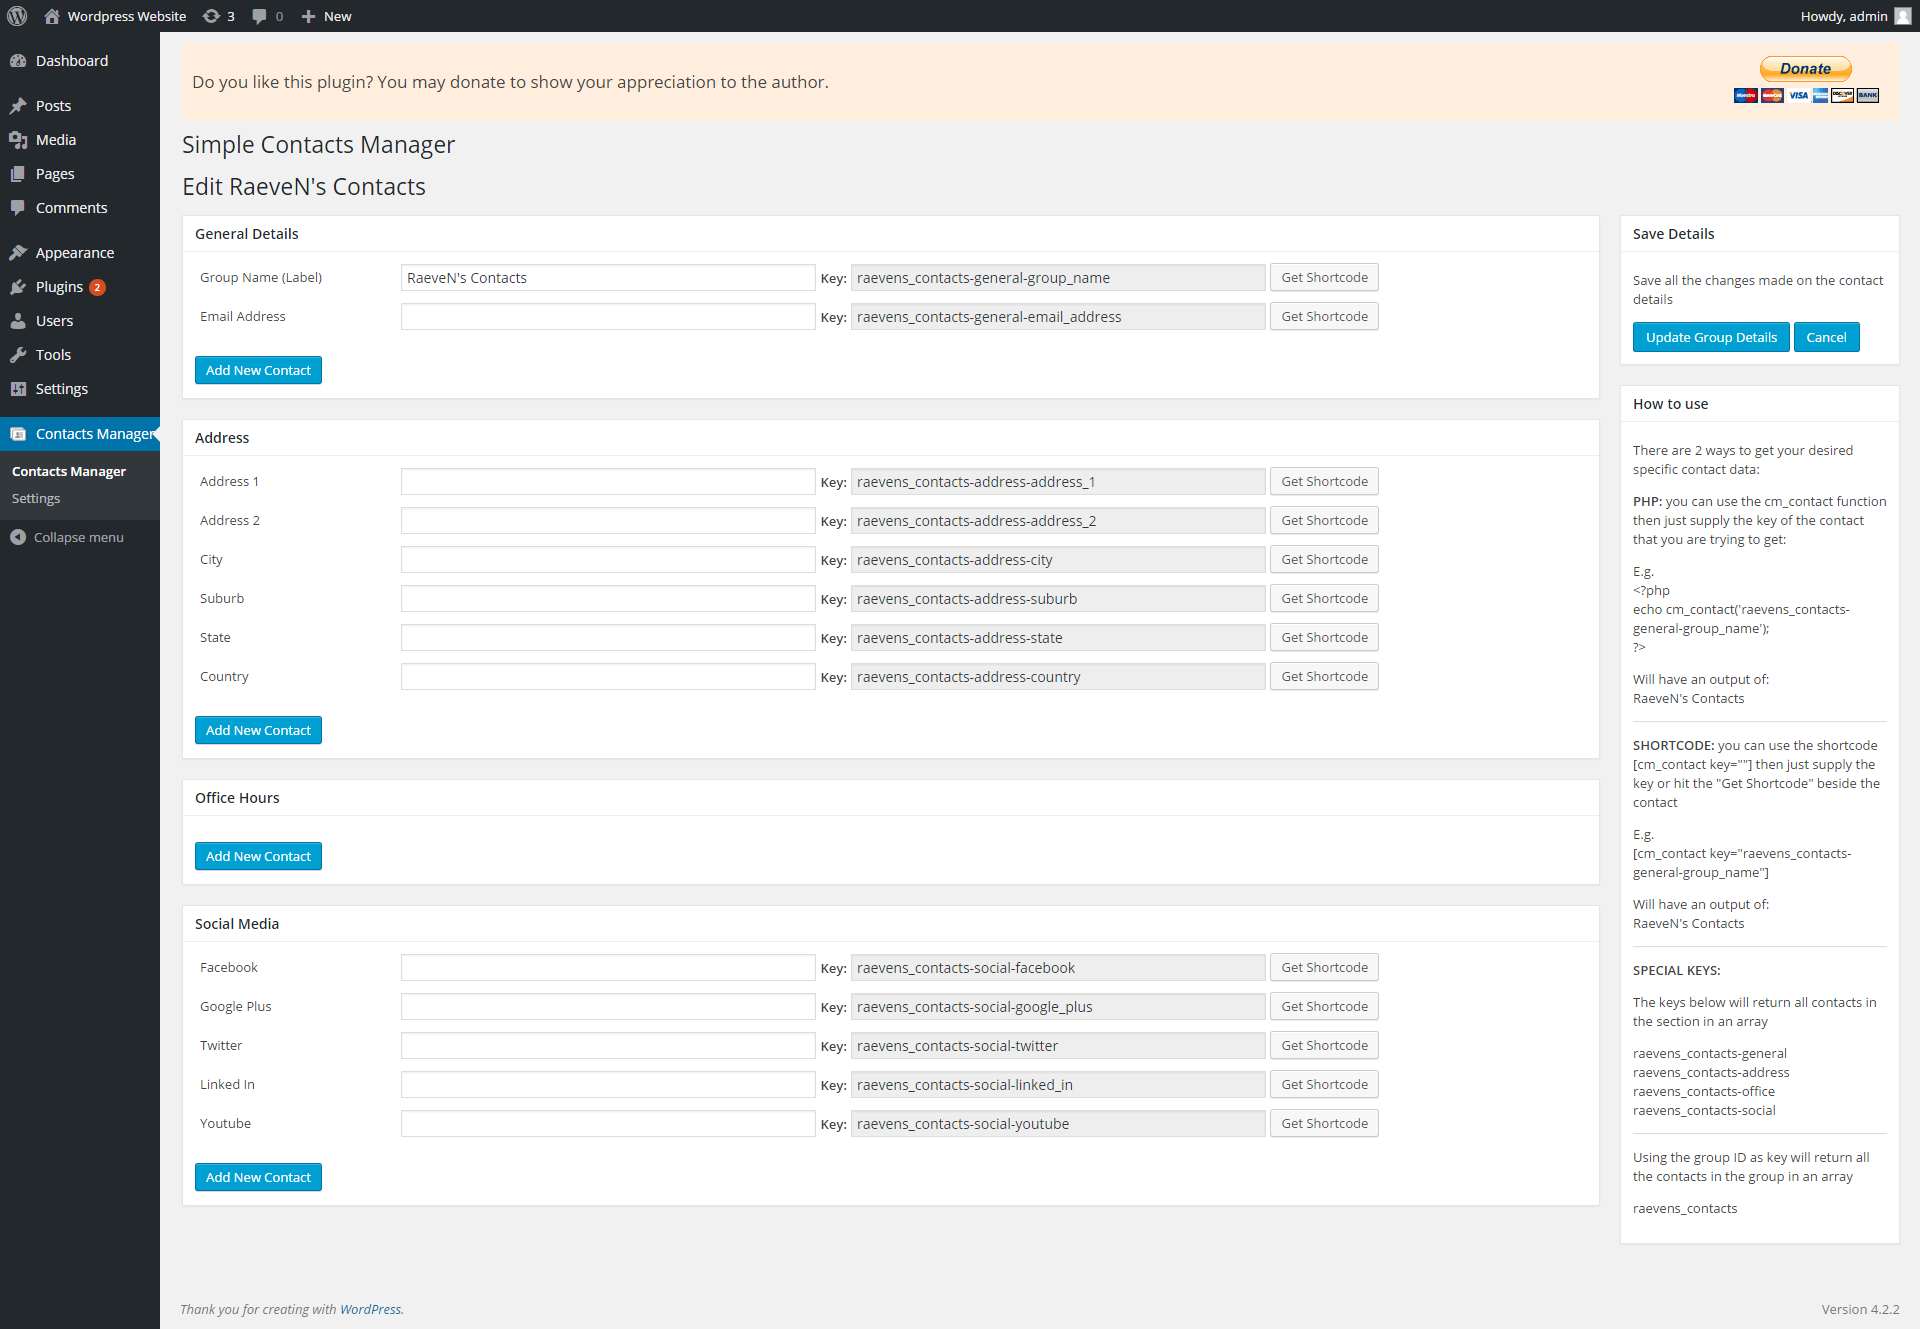 Wordpress Website 3 0 New Howdy, admin
Dashboard
Posts
Media
Pages
Comments
Appearance
Plugins 2
Users
Tools
Settings
Contacts Manager
Contacts Manager
Settings
Collapse menu
Do you like this plugin? You may donate to show your appreciation to the author.
Donate
VISA
BANK
Simple Contacts Manager
Edit RaeveN's Contacts
General Details
Group Name (Label) RaeveN's Contacts Key: raevens_contacts-general-group_name Get Shortcode
Email Address Key: raevens_contacts-general-email_address Get Shortcode
Add New Contact
Address
Address 1 Key: raevens_contacts-address-address_1 Get Shortcode
Address 2 Key: raevens_contacts-address-address_2 Get Shortcode
City Key: raevens_contacts-address-city Get Shortcode
Suburb Key: raevens_contacts-address-suburb Get Shortcode
State Key: raevens_contacts-address-state Get Shortcode
Country Key: raevens_contacts-address-country Get Shortcode
Add New Contact
Office Hours
Add New Contact
Social Media
Facebook Key: raevens_contacts-social-facebook Get Shortcode
Google Plus Key: raevens_contacts-social-google_plus Get Shortcode
Twitter Key: raevens_contacts-social-twitter Get Shortcode
Linked In Key: raevens_contacts-social-linked_in Get Shortcode
Youtube Key: raevens_contacts-social-youtube Get Shortcode
Add New Contact
Save Details
Save all the changes made on the contact
details
Update Group Details Cancel
How to use
There are 2 ways to get your desired
specific contact data:
PHP: you can use the cm_contact function
then just supply the key of the contact
that you are trying to get:
E.g.
<?php
echo cm_contact('raevens_contacts-
general-group_name');
?>
Will have an output of:
RaeveN's Contacts
SHORTCODE: you can use the shortcode
[cm_contact key=""] then just supply the
key or hit the "Get Shortcode" beside the
contact
E.g.
[cm_contact key="raevens_contacts-
general-group_name"]
Will have an output of:
RaeveN's Contacts
SPECIAL KEYS:
The keys below will return all contacts in
the section in an array
raevens_contacts-general
raevens_contacts-address
raevens_contacts-office
raevens_contacts-social
Using the group ID as key will return all
the contacts in the group in an array
raevens_contacts
Thank you for creating with WordPress.
Version 4.2.2